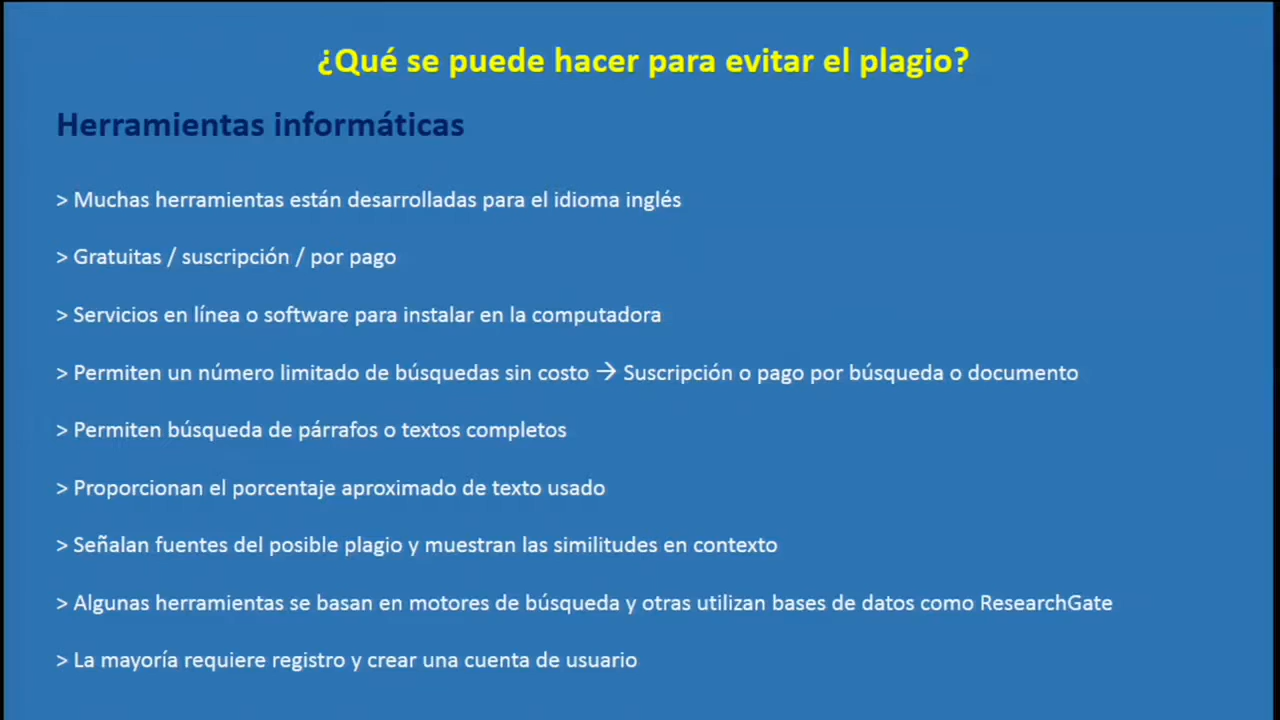 ¿Qué se puede hacer para evitar el plagio?
Herramientas informáticas
> Muchas herramientas están desarrolladas para el idioma inglés
> Gratuitas / suscripción / por pago
> Servicios en línea o software para instalar en la computadora
> Permiten un número limitado de búsquedas sin costo → Suscripción o pago por búsqueda o documento
> Permiten búsqueda de párrafos o textos completos
> Proporcionan el porcentaje aproximado de texto usado
> Señalan fuentes del posible plagio y muestran las similitudes en contexto
> Algunas herramientas se basan en motores de búsqueda y otras utilizan bases de datos como ResearchGate
> La mayoría requiere registro y crear una cuenta de usuario